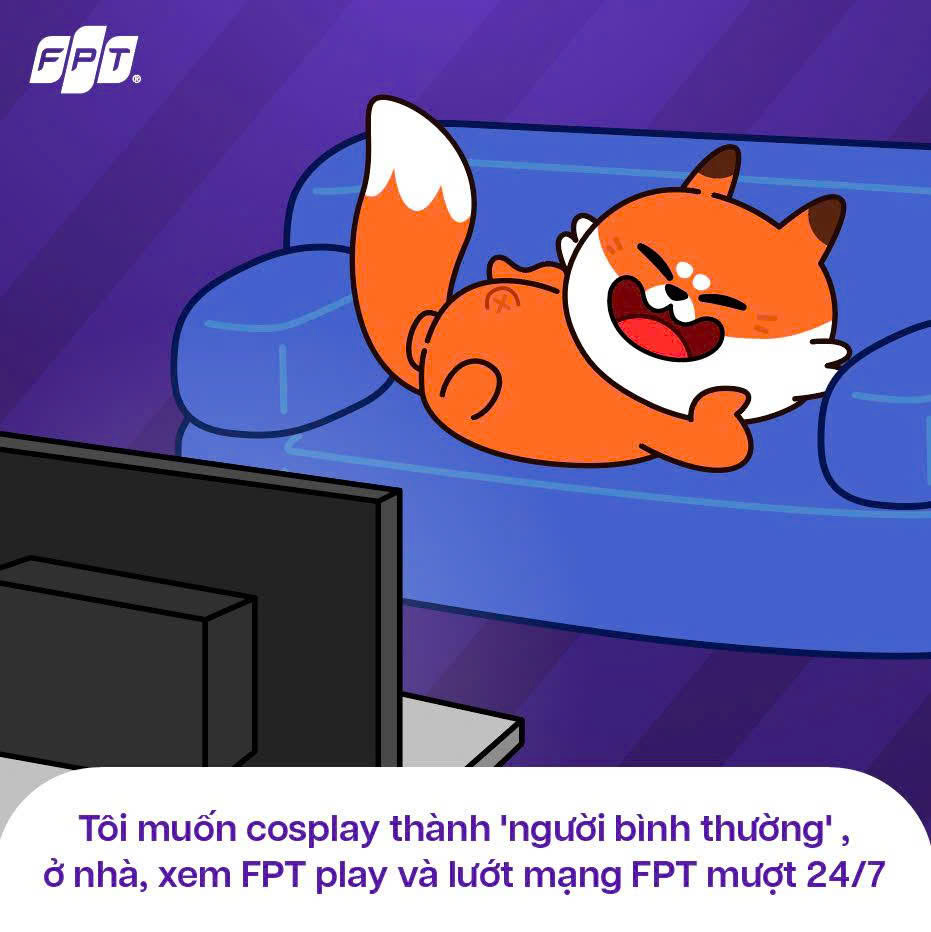 FPT®
Tôi muốn cosplay thành 'người bình thường' ,
ở nhà, xem FPT play và lướt mạng FPT mượt 24/7